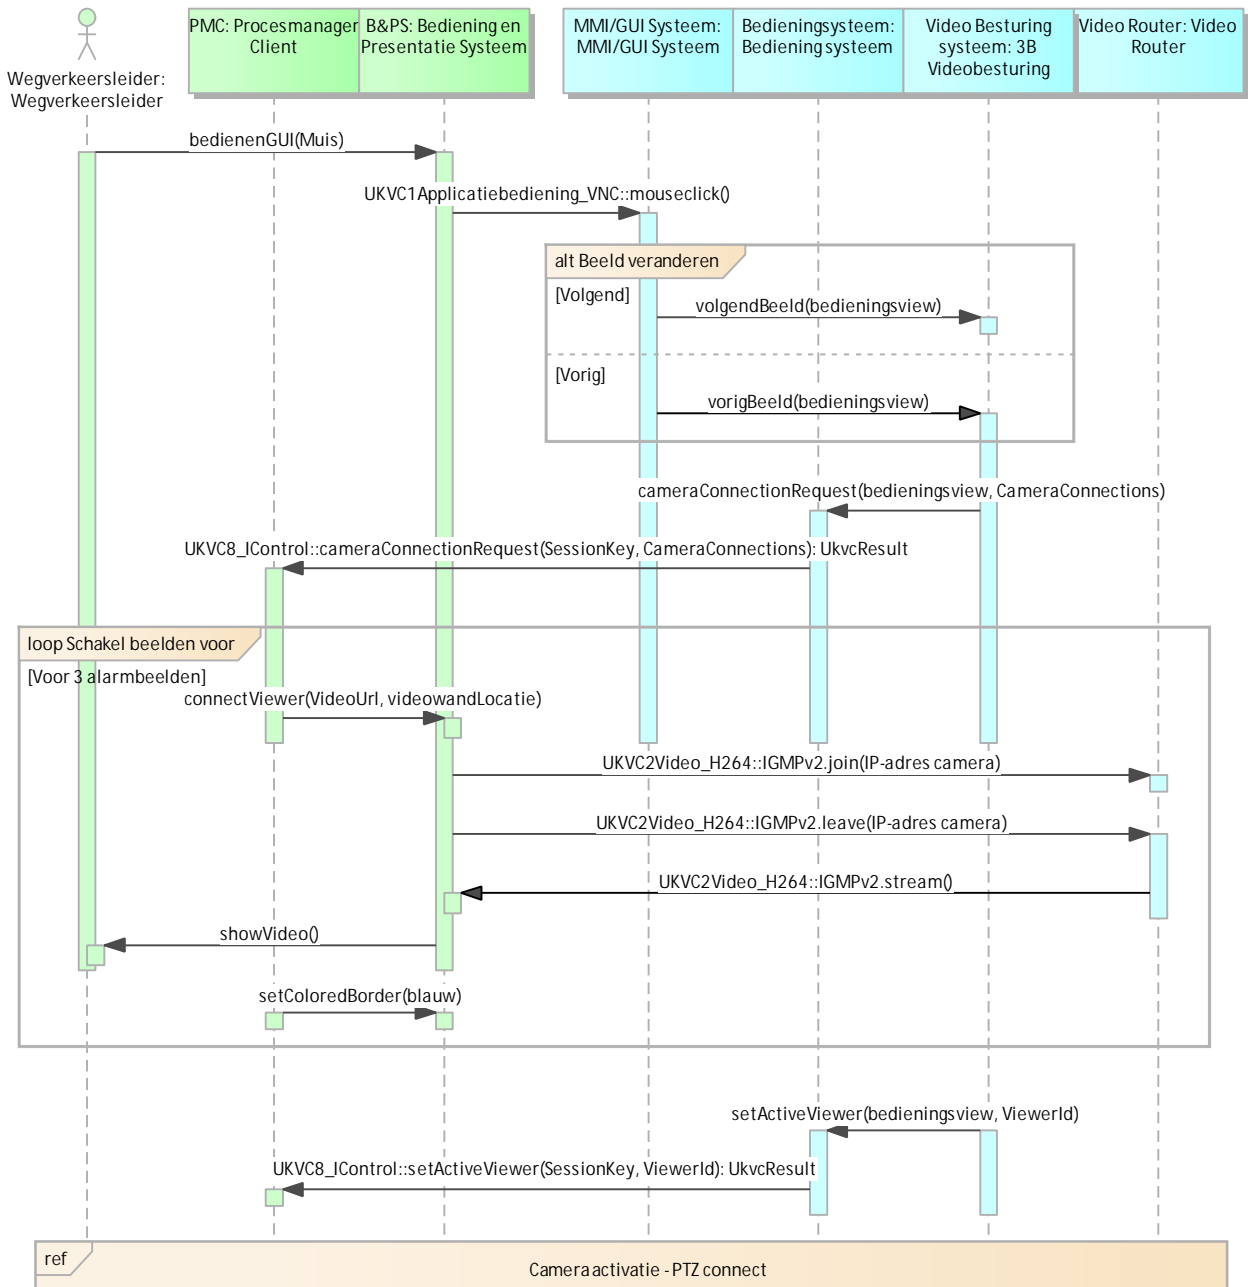 PMC: Procesmanager Client
B&PS: Bediening en Presentatie Systeem
MMI/GUI Systeem: MMI/GUI Systeem
Bedieningsysteem: Bediening systeem
Video Besturing systeem: 3B Videobesturing
Video Router: Video Router
Wegverkeersleider: Wegverkeersleider
bedienenGUI(Muis)
UKVC1Applicatiebediening_VNC::mouseclick()
alt Beeld veranderen
[Volgend]
volgendBeeld(bedieningsview)
[Vorig]
vorigBeeld(bedieningsview)
cameraConnectionRequest(bedieningsview, CameraConnections)
UKVC8_IControl::cameraConnectionRequest(SessionKey, CameraConnections): UkvcResult
loop Schakel beelden voor
[Voor 3 alarmbeelden]
connectViewer(VideoUrl, videowandLocatie)
UKVC2Video_H264::IGMPv2.join(IP-adres camera)
UKVC2Video_H264::IGMPv2.leave(IP-adres camera)
UKVC2Video_H264::IGMPv2.stream()
showVideo()
setColoredBorder(blauw)
setActiveViewer(bedieningsview, ViewerId)
UKVC8_IControl::setActiveViewer(SessionKey, ViewerId): UkvcResult
ref
Camera activatie - PTZ connect